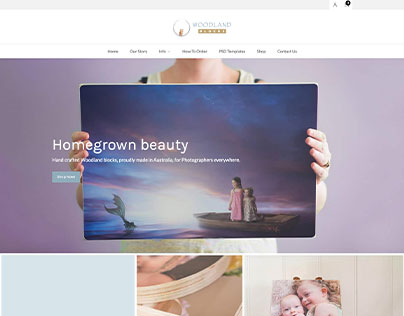 WOODLAND
BLOCKS
Home
Our Story
Info
How To Order
PSD Templates
Shop
Contact Us
Homegrown beauty
Hand crafted Woodland blocks, proudly made in Australia, for Photographers everywhere.
Shop Now